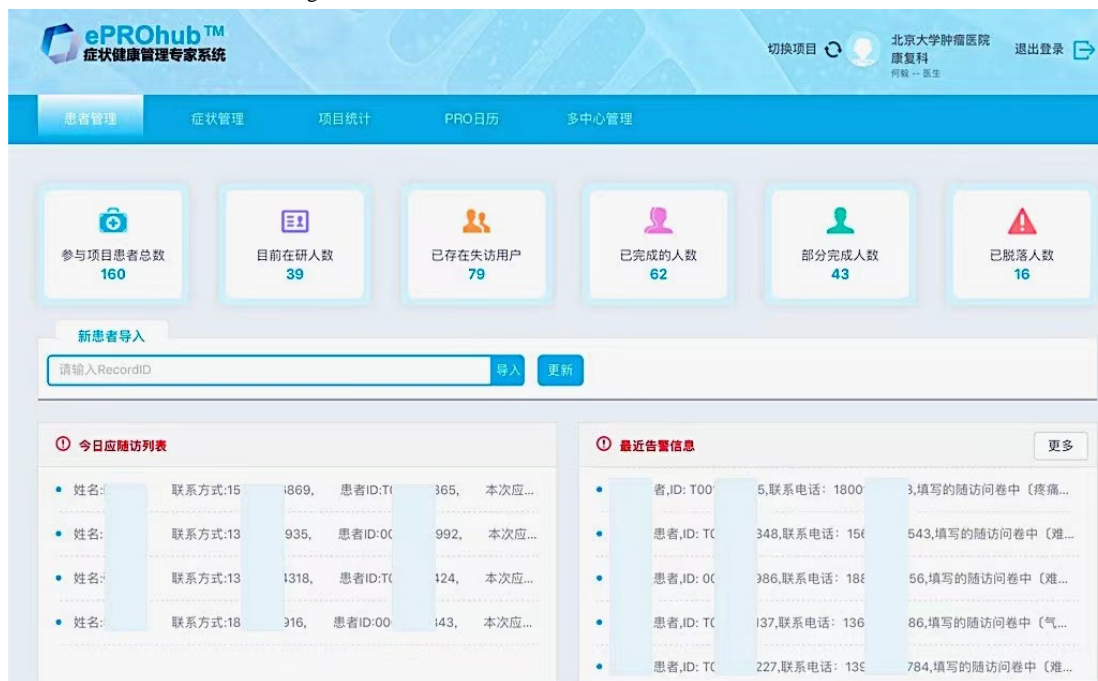 ePROhub™
症状健康管理专家系统
切换项目
北京大学肿瘤医院
康复科
医生
退出登录
患者管理 症状管理 项目统计 PRO日历 多中心管理
参与项目患者总数
160
目前在研人数
39
已存在失访用户
79
已完成的人数
62
部分完成人数
43
已脱落人数
16
新患者导入
请输入RecordID 导入 更新
今日应随访列表
姓名: 联系方式:15 869, 患者ID:T 365, 本次应...
姓名: 联系方式:13 935, 患者ID:00 992, 本次应...
姓名: 联系方式:13 4318, 患者ID:T 424, 本次应...
姓名: 联系方式:18 916, 患者ID:00 443, 本次应...
最近告警信息 更多
者,ID: T00 5,联系电话: 1800 3,填写的随访问卷中〔疼痛...
患者,ID: T 348,联系电话: 156 543,填写的随访问卷中〔难...
患者,ID: 00 986,联系电话: 188 56,填写的随访问卷中〔难...
患者,ID: T 137,联系电话: 136 86,填写的随访问卷中〔气...
患者,ID: T 227,联系电话: 139 784,填写的随访问卷中〔难...